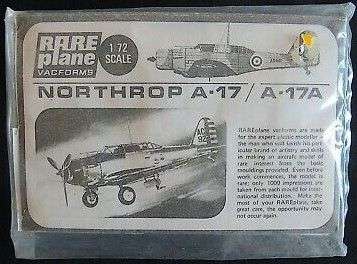 RARE
plane
VACFORMS
1/72
SCALE
NORTHROP A-17 / A-17A
RAREplane vacforms are made
for the expert plastic modeller —
the man who will lavish his par-
ticular brand of artistry and skills
in making an aircraft model of
rare interest from the basic
mouldings provided. Even before
work commences, the model is
rare; only 1000 impressions are
taken from each mould for inter-
national distribution. Make the
most of your RAREplane, take
great care, the opportunity may
not occur again.